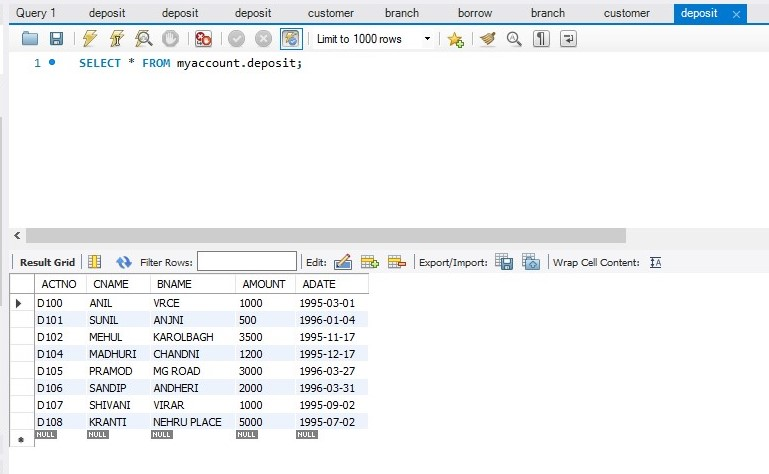 Query 1 deposit deposit deposit customer branch borrow branch customer deposit
Limit to 1000 rows
1 SELECT * FROM myaccount.deposit;
Result Grid Filter Rows: Edit: Export/Import: Wrap Cell Content:
ACTNO CNAME BNAME AMOUNT ADATE
D100 ANIL VRCE 1000 1995-03-01
D101 SUNIL ANJNI 500 1996-01-04
D102 MEHUL KAROLBAGH 3500 1995-11-17
D104 MADHURI CHANDNI 1200 1995-12-17
D105 PRAMOD MG ROAD 3000 1996-03-27
D106 SANDIP ANDHERI 2000 1996-03-31
D107 SHIVANI VIRAR 1000 1995-09-02
D108 KRANTI NEHRU PLACE 5000 1995-07-02
NULL NULL NULL NULL NULL